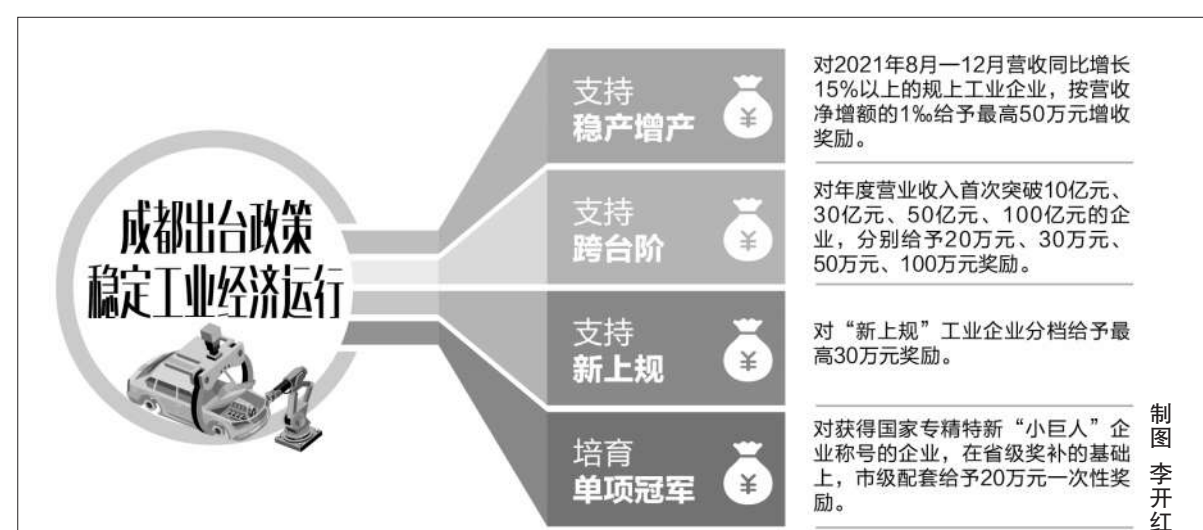 成都出台政策
稳定工业经济运行
支持
稳产增产
¥
对2021年8月—12月营收同比增长
15%以上的规上工业企业，按营收
净增额的1‰给予最高50万元增收
奖励。
支持
跨台阶
¥
对年度营业收入首次突破10亿元、
30亿元、50亿元、100亿元的企
业，分别给予20万元、30万元、
50万元、100万元奖励。
支持
新上规
¥
对“新上规”工业企业分档给予最
高30万元奖励。
培育
单项冠军
¥
对获得国家专精特新“小巨人”企
业称号的企业，在省级奖补的基础
上，市级配套给予20万元一次性奖
励。
制图 李开红